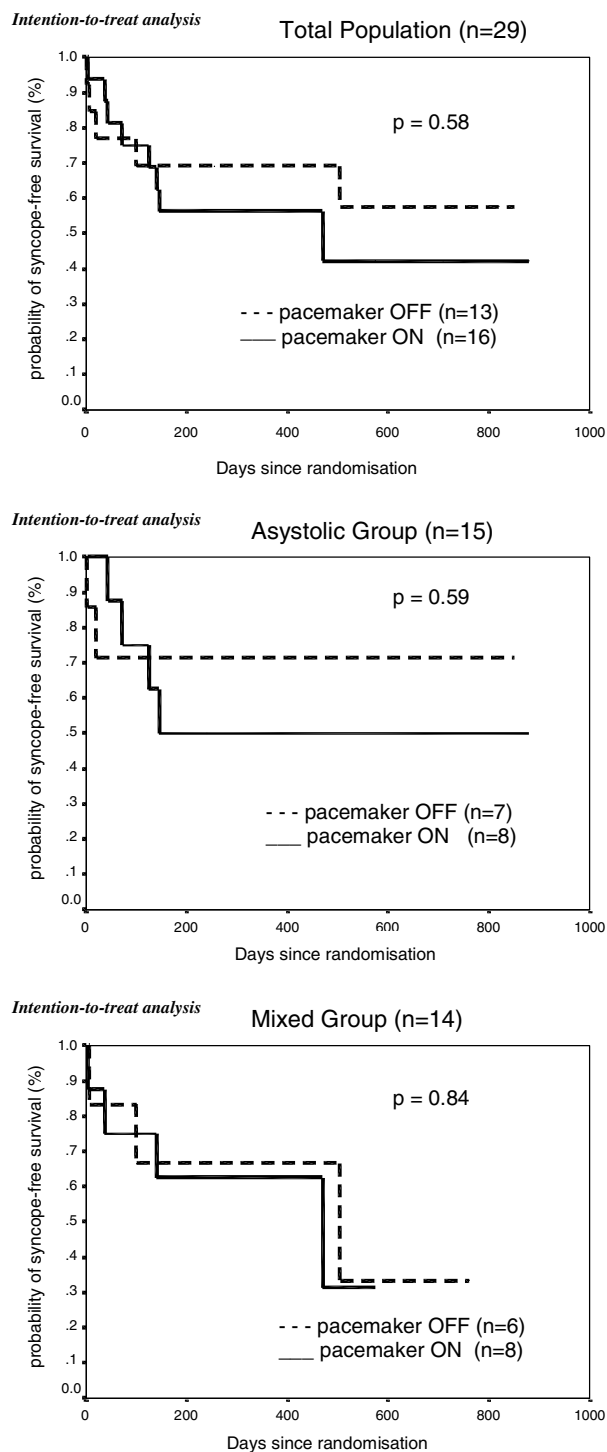 Intention-to-treat analysis
Total Population (n=29)
probability of syncope-free survival (%)
1.0
.9
.8
.7
.6
.5
.4
.3
.2
.1
0.0
p = 0.58
- - - pacemaker OFF (n=13)
___ pacemaker ON (n=16)
0 200 400 600 800 1000
Days since randomisation
Intention-to-treat analysis
Asystolic Group (n=15)
probability of syncope-free survival (%)
1.0
.9
.8
.7
.6
.5
.4
.3
.2
.1
0.0
p = 0.59
- - - pacemaker OFF (n=7)
___ pacemaker ON (n=8)
0 200 400 600 800 1000
Days since randomisation
Intention-to-treat analysis
Mixed Group (n=14)
probability of syncope-free survival (%)
1.0
.9
.8
.7
.6
.5
.4
.3
.2
.1
0.0
p = 0.84
- - - pacemaker OFF (n=6)
___ pacemaker ON (n=8)
0 200 400 600 800 1000
Days since randomisation